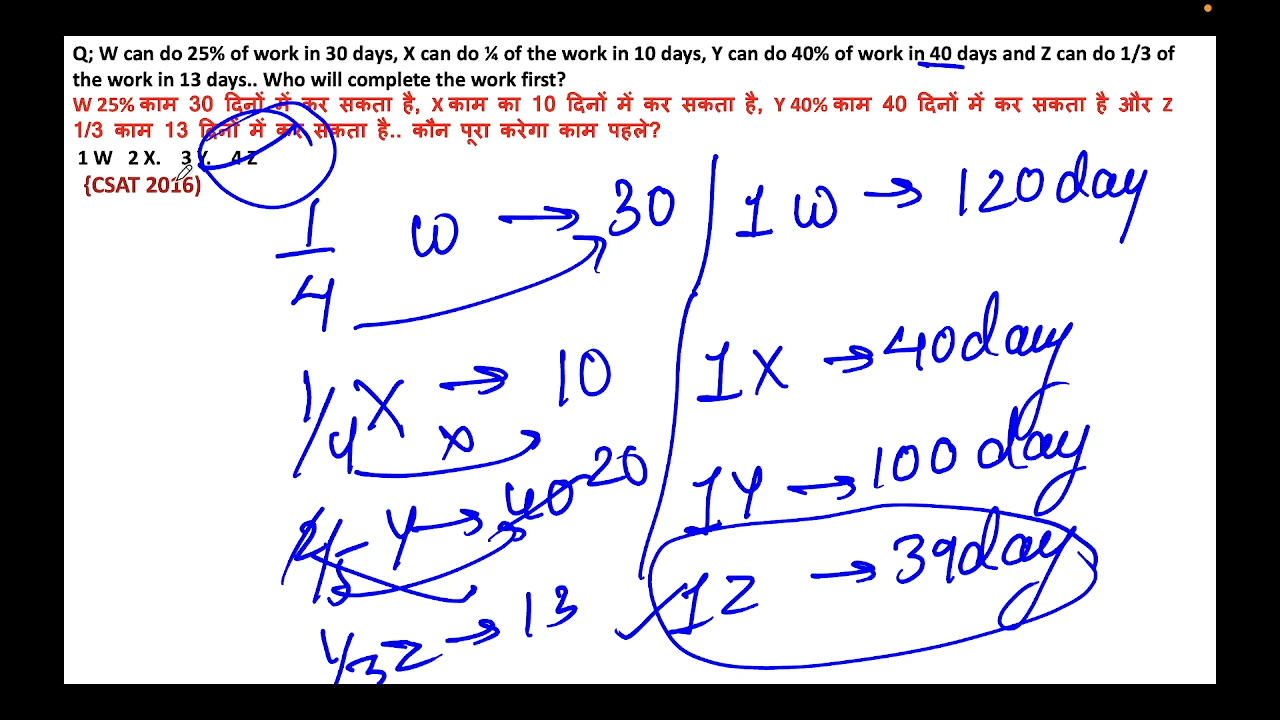 Q; W can do 25% of work in 30 days, X can do ¼ of the work in 10 days, Y can do 40% of work in 40 days and Z can do 1/3 of
the work in 13 days.. Who will complete the work first?
W 25% काम 30 दिनों में कर सकता है, X काम का 10 दिनों में कर सकता है, Y 40% काम 40 दिनों में कर सकता है और Z
1/3 काम 13 दिनों में कर सकता है.. कौन पूरा करेगा काम पहले?
1 W 2 X. 3 Y. 4 Z
{CSAT 2016)
1/4 W → 30
1 W → 120 day
1/4 X → 10
x
1 X → 40 day
2/5 Y → 40 20
1 Y → 100 day
1/3 Z → 13
1 Z → 39 day